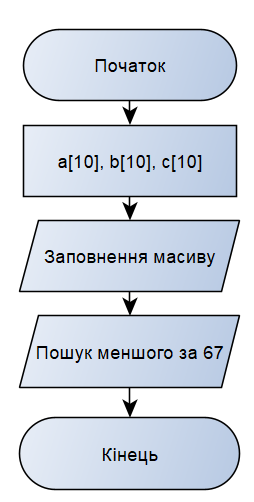 Початок
a[10], b[10], c[10]
Заповнення масиву
Пошук меншого за 67
Кінець